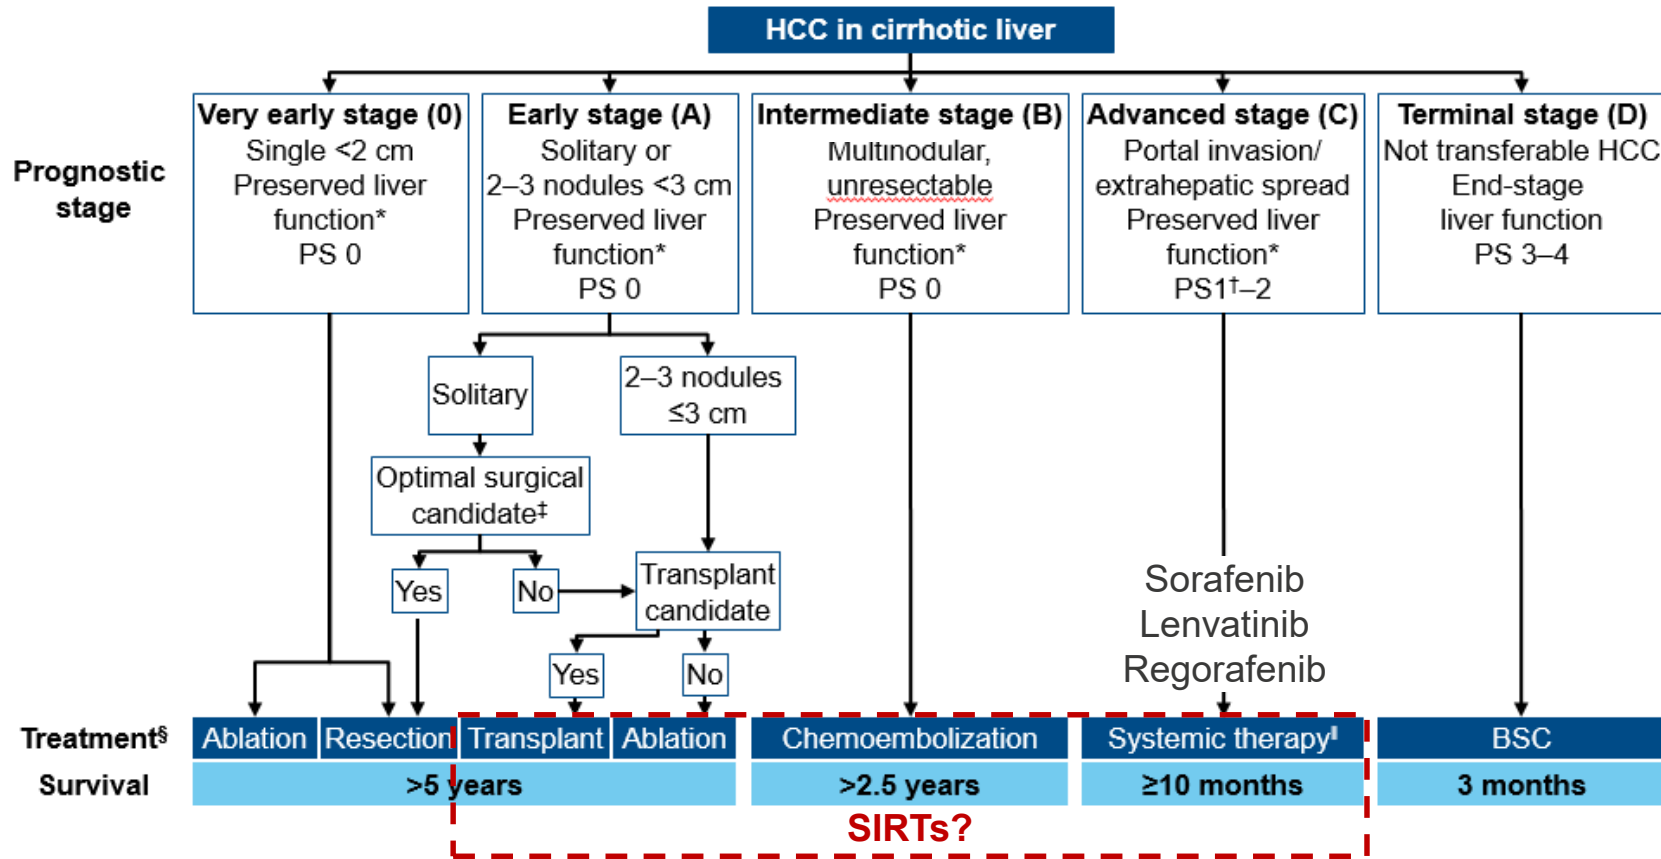 HCC in cirrhotic liver
Prognostic
stage
Very early stage (0)
Single <2 cm
Preserved liver
function*
PS 0
Early stage (A)
Solitary or
2–3 nodules <3 cm
Preserved liver
function*
PS 0
Intermediate stage (B)
Multinodular,
unresectable
Preserved liver
function*
PS 0
Advanced stage (C)
Portal invasion/
extrahepatic spread
Preserved liver
function*
PS1†–2
Terminal stage (D)
Not transferable HCC
End-stage
liver function
PS 3–4
Solitary
2–3 nodules
≤3 cm
Optimal surgical
candidate‡
Yes
No
Transplant
candidate
Yes
No
Sorafenib
Lenvatinib
Regorafenib
Treatment§
Ablation
Resection
Transplant
Ablation
Chemoembolization
Systemic therapy‖
BSC
Survival
>5 years
>2.5 years
≥10 months
3 months
SIRTs?